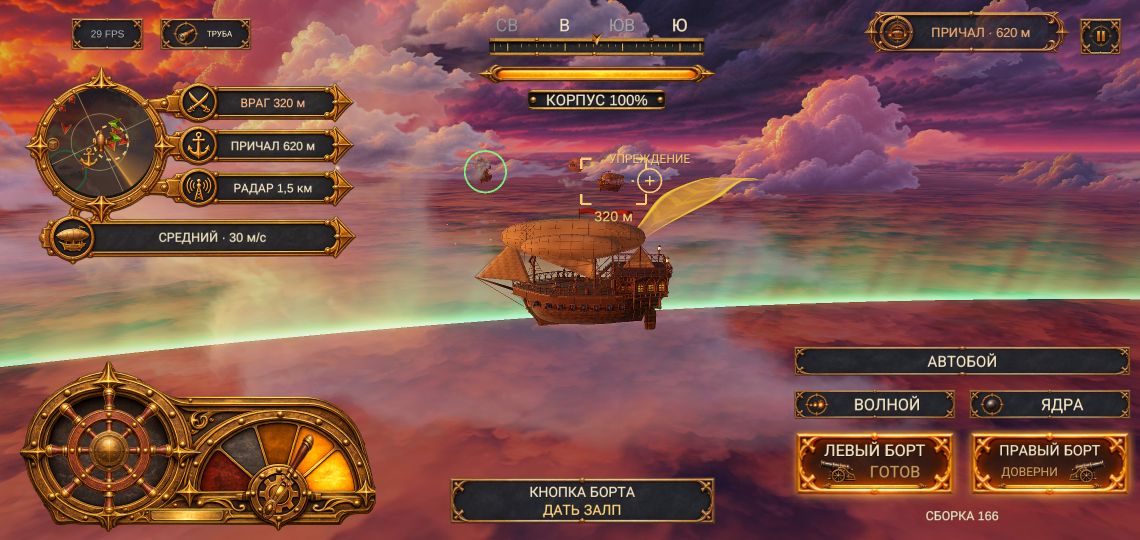 29 FPS
ТРУБА
СВ
В
ЮВ
Ю
ПРИЧАЛ · 620 м
КОРПУС 100%
ВРАГ 320 м
ПРИЧАЛ 620 м
РАДАР 1,5 км
СРЕДНИЙ · 30 м/с
УПРЕЖДЕНИЕ
320 м
АВТОБОЙ
ВОЛНОЙ
ЯДРА
ЛЕВЫЙ БОРТ
ГОТОВ
ПРАВЫЙ БОРТ
ДОВЕРНИ
КНОПКА БОРТА
ДАТЬ ЗАЛП
СБОРКА 166